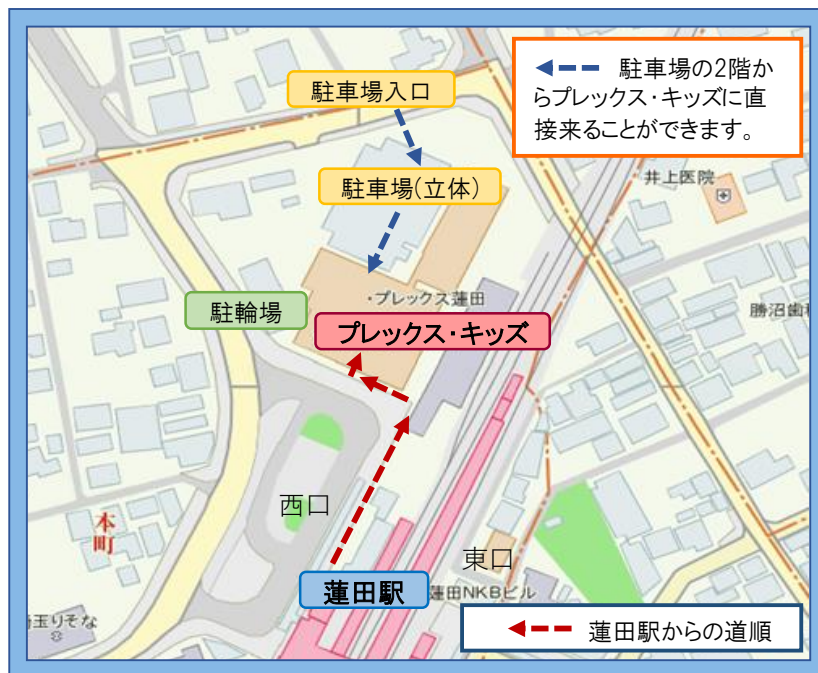 駐車場の2階か
らプレックス・キッズに直
接来ることができます。
駐車場入口
駐車場(立体)
井上医院
・プレックス蓮田
駐輪場
勝沼歯科
プレックス・キッズ
西口
本町
東口
蓮田駅
蓮田NKBビル
埼玉りそな
蓮田駅からの道順